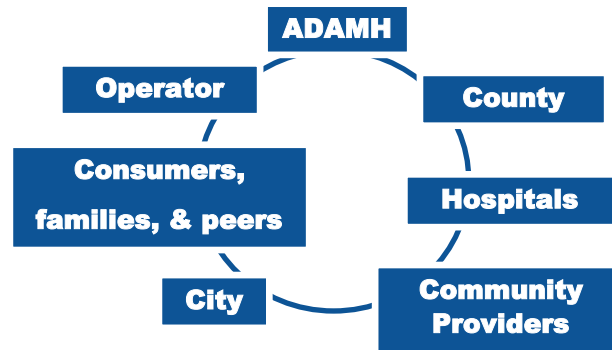 ADAMH
Operator
County
Consumers,
families, & peers
Hospitals
City
Community
Providers